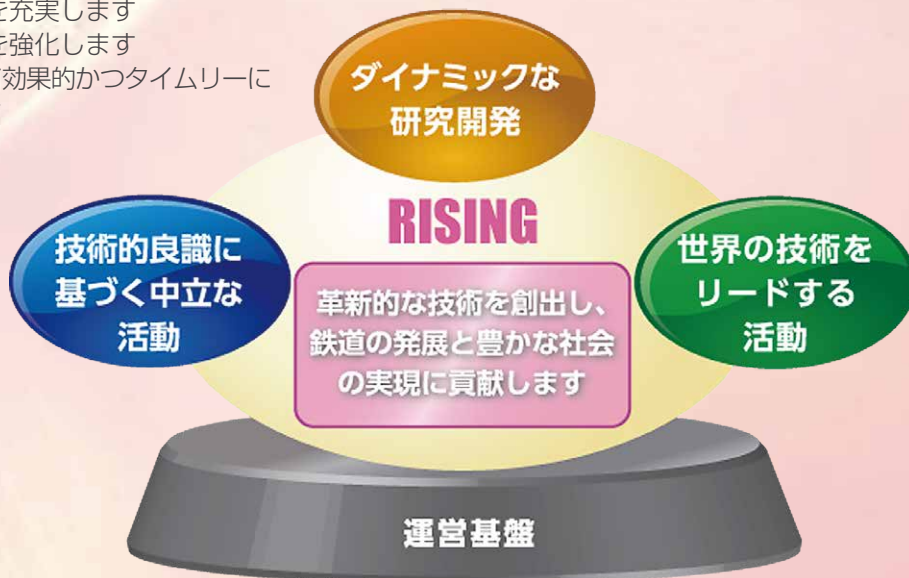 を充実します
を強化します
効果的かつタイムリーに
ダイナミックな
研究開発
RISING
技術的良識に
基づく中立な
活動
世界の技術を
リードする
活動
革新的な技術を創出し、
鉄道の発展と豊かな社会
の実現に貢献します
運営基盤